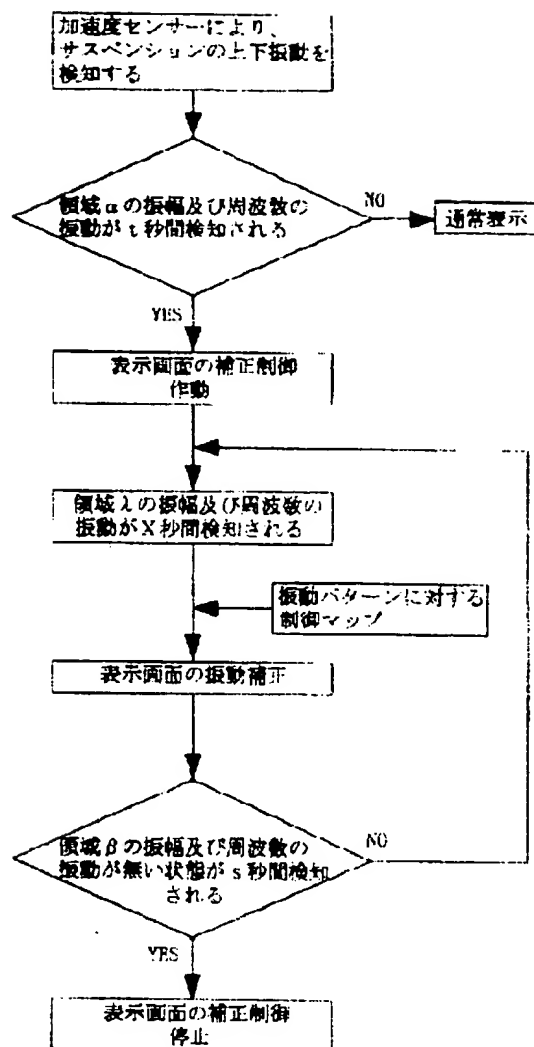 加速度センサーにより、
サスペンションの上下振動を
検知する
領域αの振幅及び周波数の
振動がt秒間検知される
NO
通常表示
YES
表示画面の補正制御
作動
領域λの振幅及び周波数の
振動がX秒間検知される
振動パターンに対する
制御マップ
表示画面の振動補正
領域βの振幅及び周波数の
振動が無い状態がs秒間検知
される
NO
YES
表示画面の補正制御
停止